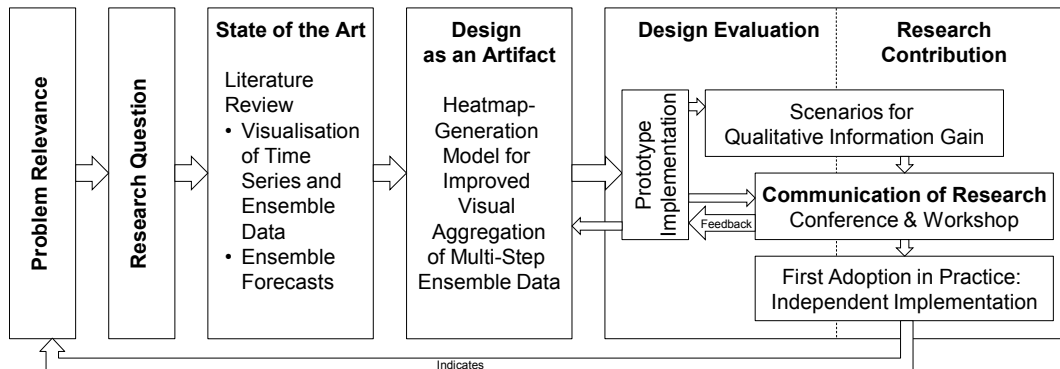 Problem Relevance
Research Question
State of the Art
Literature
Review
• Visualisation
of Time
Series and
Ensemble
Data
• Ensemble
Forecasts
Design
as an Artifact
Heatmap-
Generation
Model for
Improved
Visual
Aggregation
of Multi-Step
Ensemble Data
Design Evaluation
Research
Contribution
Prototype
Implementation
Scenarios for
Qualitative Information Gain
Communication of Research
Conference & Workshop
Feedback
First Adoption in Practice:
Independent Implementation
Indicates